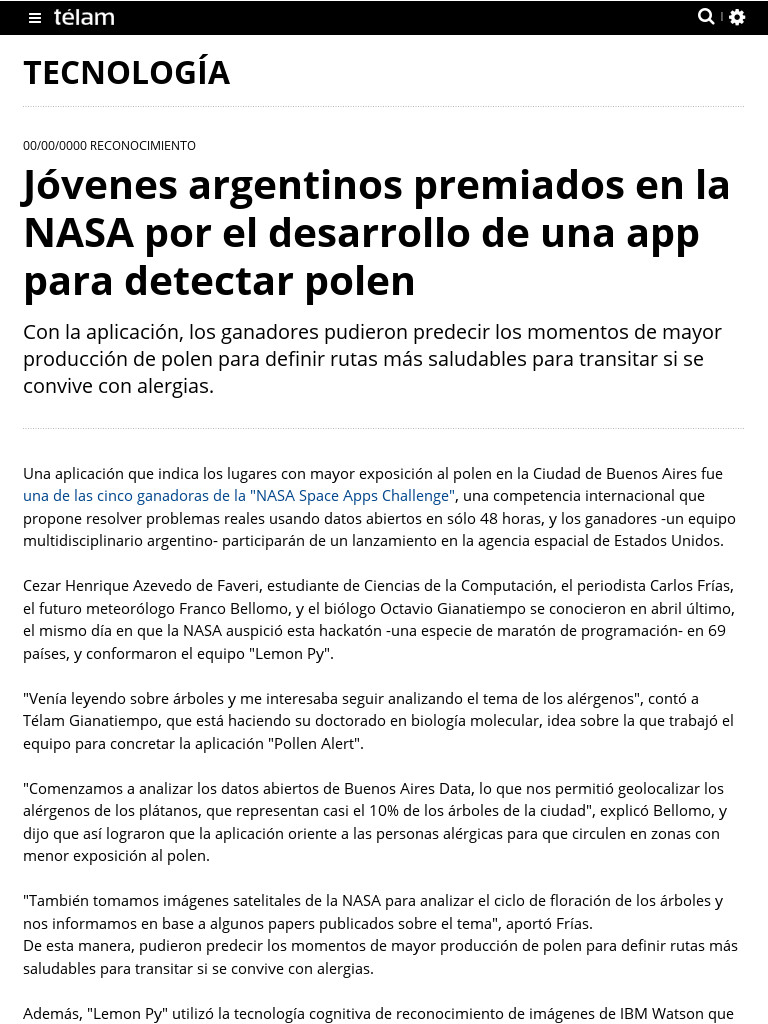 télam
TECNOLOGÍA
00/00/0000 RECONOCIMIENTO
Jóvenes argentinos premiados en la
NASA por el desarrollo de una app
para detectar polen
Con la aplicación, los ganadores pudieron predecir los momentos de mayor
producción de polen para definir rutas más saludables para transitar si se
convive con alergias.
Una aplicación que indica los lugares con mayor exposición al polen en la Ciudad de Buenos Aires fue
una de las cinco ganadoras de la "NASA Space Apps Challenge", una competencia internacional que
propone resolver problemas reales usando datos abiertos en sólo 48 horas, y los ganadores -un equipo
multidisciplinario argentino- participarán de un lanzamiento en la agencia espacial de Estados Unidos.
Cezar Henrique Azevedo de Faveri, estudiante de Ciencias de la Computación, el periodista Carlos Frías,
el futuro meteorólogo Franco Bellomo, y el biólogo Octavio Gianatiempo se conocieron en abril último,
el mismo día en que la NASA auspició esta hackatón -una especie de maratón de programación- en 69
países, y conformaron el equipo "Lemon Py".
"Venía leyendo sobre árboles y me interesaba seguir analizando el tema de los alérgenos", contó a
Télam Gianatiempo, que está haciendo su doctorado en biología molecular, idea sobre la que trabajó el
equipo para concretar la aplicación "Pollen Alert".
"Comenzamos a analizar los datos abiertos de Buenos Aires Data, lo que nos permitió geolocalizar los
alérgenos de los plátanos, que representan casi el 10% de los árboles de la ciudad", explicó Bellomo, y
dijo que así lograron que la aplicación oriente a las personas alérgicas para que circulen en zonas con
menor exposición al polen.
"También tomamos imágenes satelitales de la NASA para analizar el ciclo de floración de los árboles y
nos informamos en base a algunos papers publicados sobre el tema", aportó Frías.
De esta manera, pudieron predecir los momentos de mayor producción de polen para definir rutas más
saludables para transitar si se convive con alergias.
Además, "Lemon Py" utilizó la tecnología cognitiva de reconocimiento de imágenes de IBM Watson que